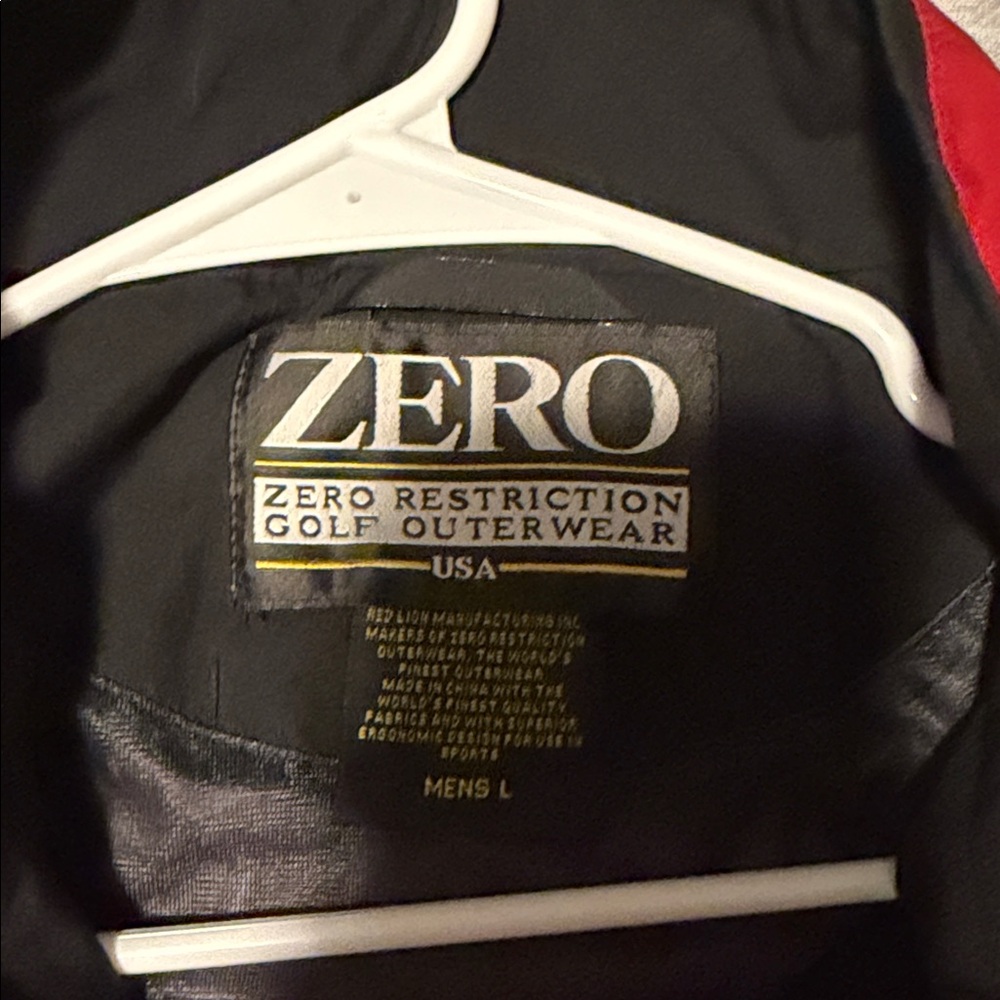 ZERO
ZERO RESTRICTION
GOLF OUTERWEAR
USA
RED LION MANUFACTURING INC
MAKERS OF ZERO RESTRICTION
OUTERWEAR, THE WORLD'S
FINEST OUTERWEAR
MADE IN CHINA WITH THE
WORLD'S FINEST QUALITY
FABRICS AND WITH SUPERIOR
ERGONOMIC DESIGN FOR USE IN
SPORTS
MENS L